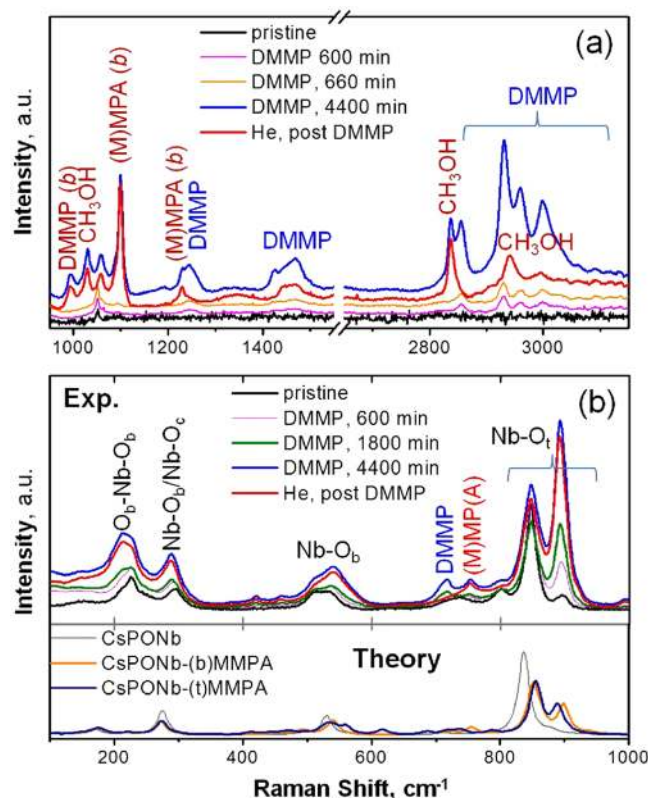 (a)
pristine
DMMP 600 min
DMMP, 660 min
DMMP, 4400 min
He, post DMMP
DMMP (b)
CH3OH
(M)MPA (b)
(M)MPA (b)
DMMP
DMMP
CH3OH
DMMP
CH3OH
Intensity, a.u.
1000 1200 1400 2800 3000
Exp.
(b)
pristine
DMMP, 600 min
DMMP, 1800 min
DMMP, 4400 min
He, post DMMP
Ob-Nb-Ob
Nb-Ob/Nb-Oc
Nb-Ob
DMMP
(M)MP(A)
Nb-Ot
Intensity, a.u.
CsPONb
CsPONb-(b)MMPA
CsPONb-(t)MMPA
Theory
200 400 600 800 1000
Raman Shift, cm-1